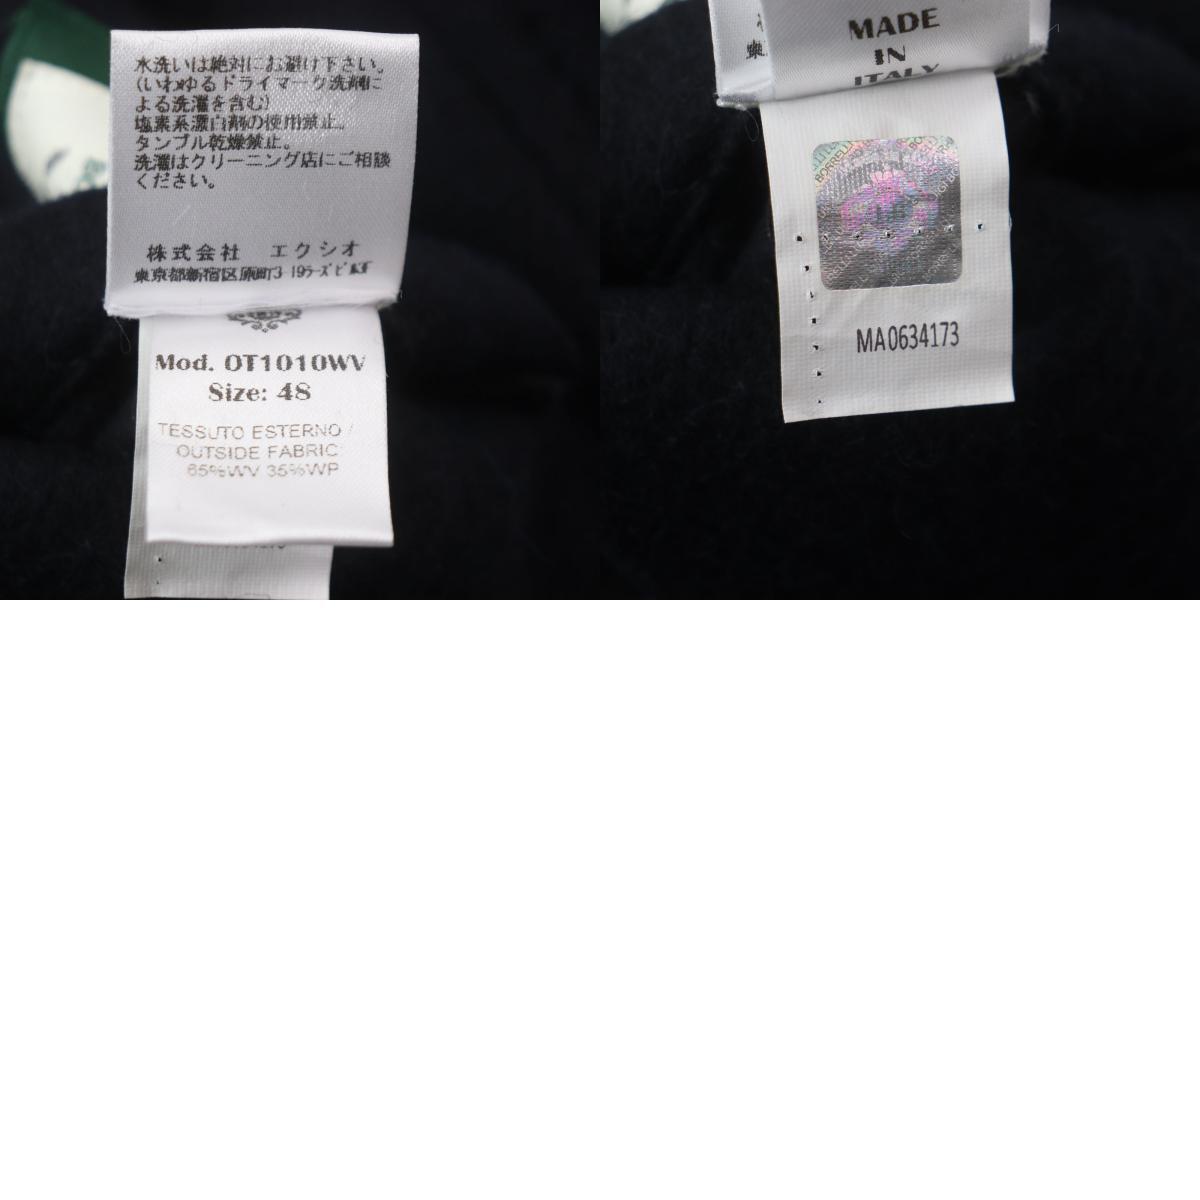 水洗いは絶対にお避け下さい。
(いわゆるドライマーク洗剤に
よる洗濯を含む)
塩素系漂白剤の使用禁止。
タンブル乾燥禁止。
洗濯はクリーニング店にご相談
ください。
株式会社 エクシオ
東京都新宿区原町3-19ラーズビル1F
Mod. OT1010WV
Size: 48
TESSUTO ESTERNO /
OUTSIDE FABRIC:
65%WV 35%WP
MADE
IN
ITALY
BORRELLI
MA0634173